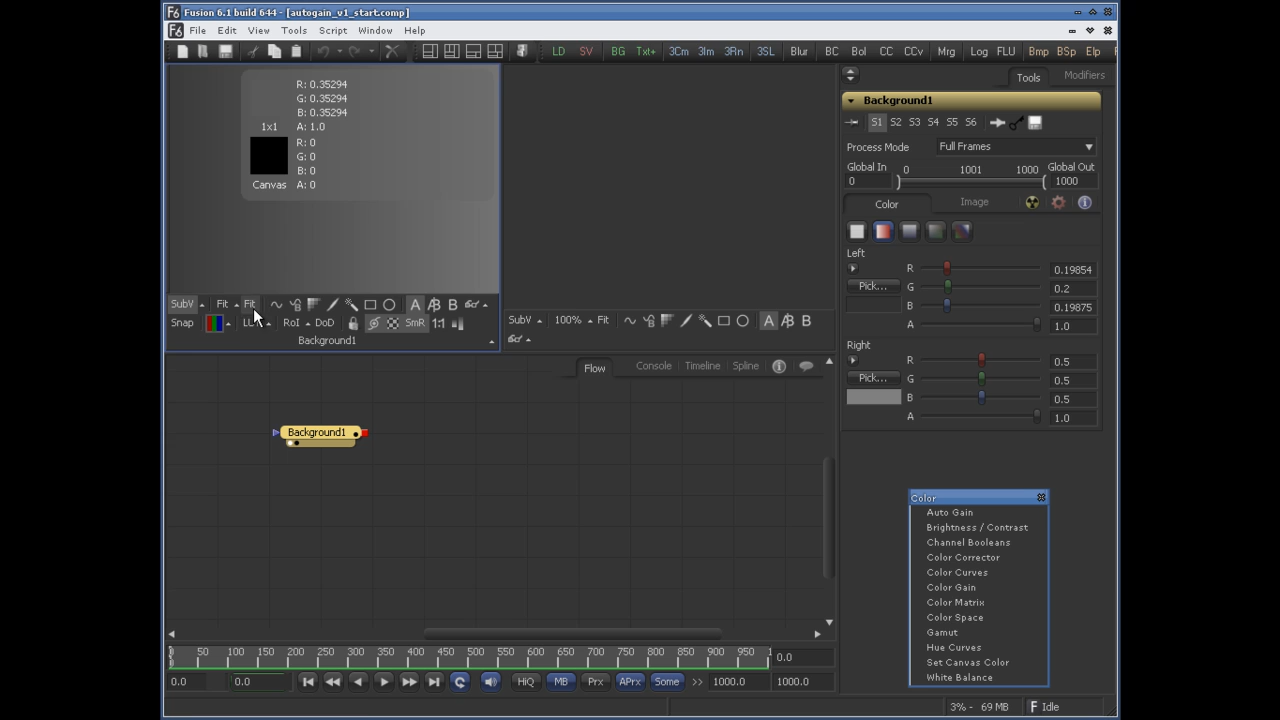 Fusion 6.1 build 644 - [autogain_v1_start.comp]
File Edit View Tools Script Window Help
LD SV BG Txt+ 3Cm 3Im 3Rn 3SL Blur BC Bol CC CCv Mrg Log FLU Bmp BSp Elp
R: 0.35294
G: 0.35294
B: 0.35294
1x1 A: 1.0
R: 0
G: 0
B: 0
Canvas A: 0
SubV Fit Fit A B
Snap RoI DoD SmR 1:1
Background1
SubV 100% Fit A B
Tools Modifiers
Background1
S1 S2 S3 S4 S5 S6
Process Mode Full Frames
Global In 0 1001 1000 Global Out
0 1000
Color Image
Left
R 0.19854
Pick... G 0.2
B 0.19875
A 1.0
Right
R 0.5
Pick... G 0.5
B 0.5
A 1.0
Flow Console Timeline Spline
Background1
Color
Auto Gain
Brightness / Contrast
Channel Booleans
Color Corrector
Color Curves
Color Gain
Color Matrix
Color Space
Gamut
Hue Curves
Set Canvas Color
White Balance
50 100 150 200 250 300 350 400 450 500 550 600 650 700 750 800 850 900 950 0.0
0.0 0.0 HiQ MB Prx APrx Some 1000.0 1000.0
3% - 69 MB Idle